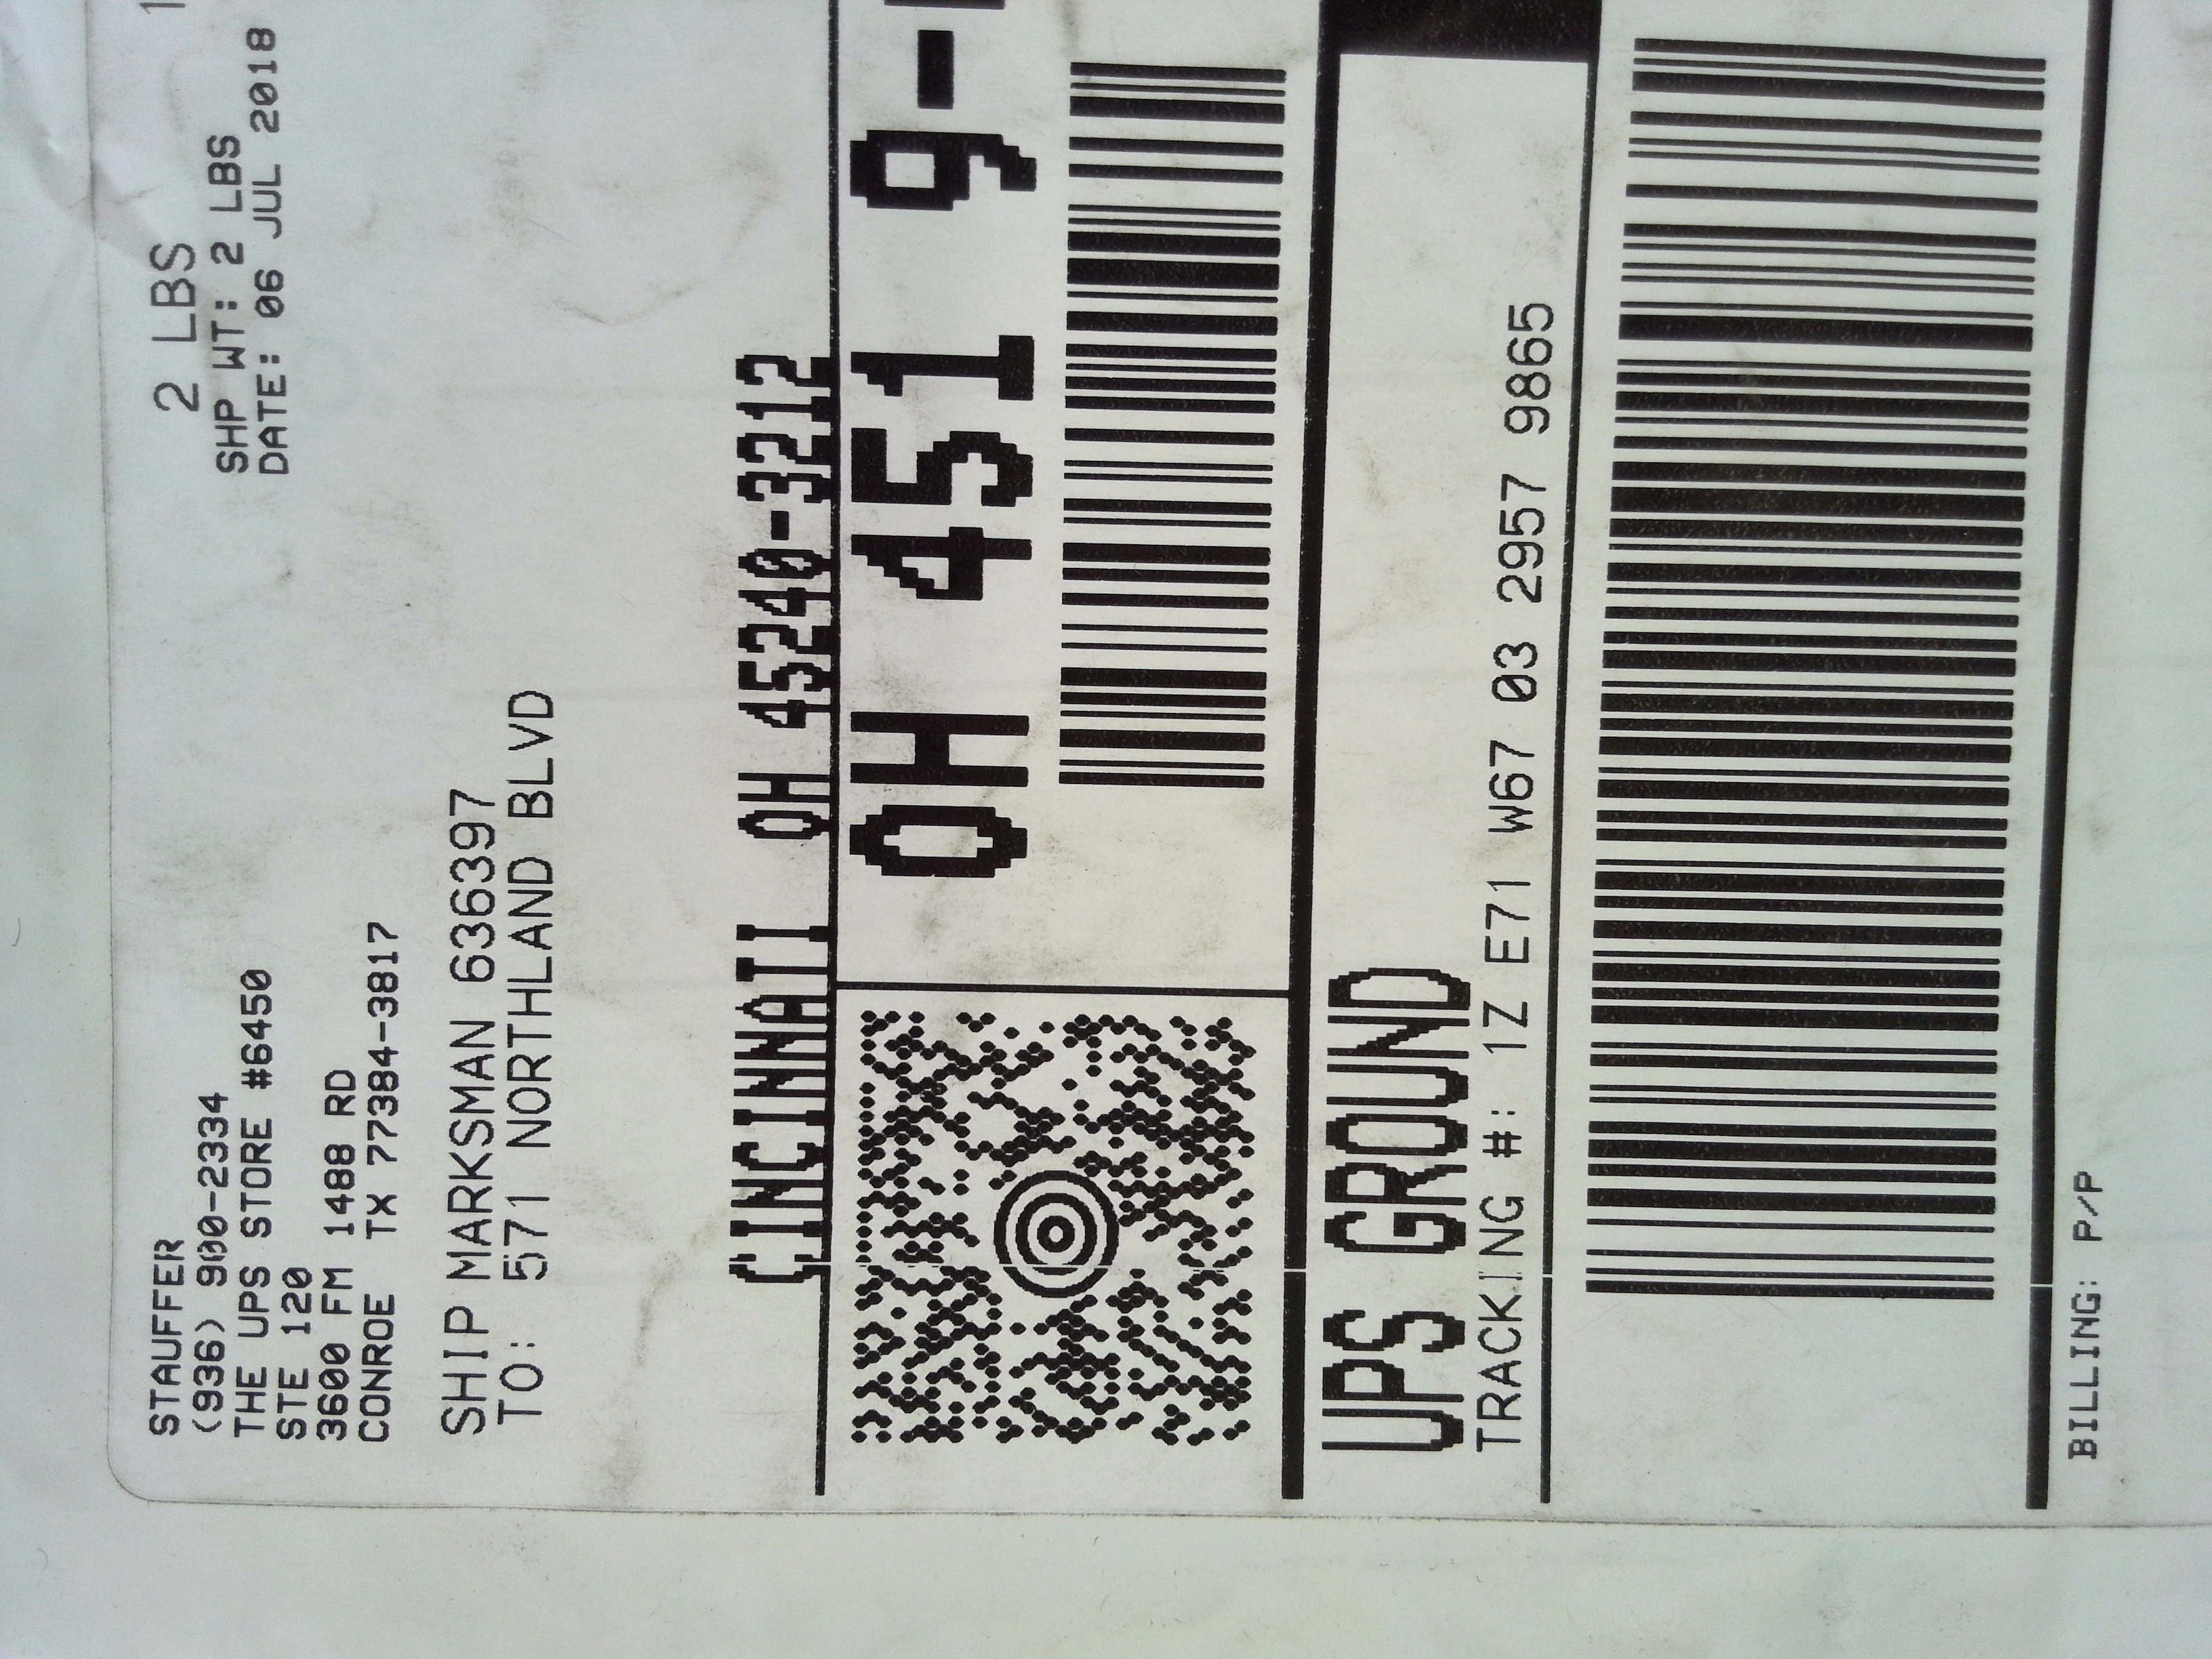 STAUFFER
(936) 900-2334
THE UPS STORE #6450
STE 120
3600 FM 1488 RD
CONROE TX 77384-3817
2 LBS 1
SHP WT: 2 LBS
DATE: 06 JUL 2018
SHIP MARKSMAN 636397
TO: 571 NORTHLAND BLVD
CINCINNATI OH 45240-3212
OH 451 9-
UPS GROUND
TRACKING #: 1Z E71 W67 03 2957 9865
BILLING: P/P